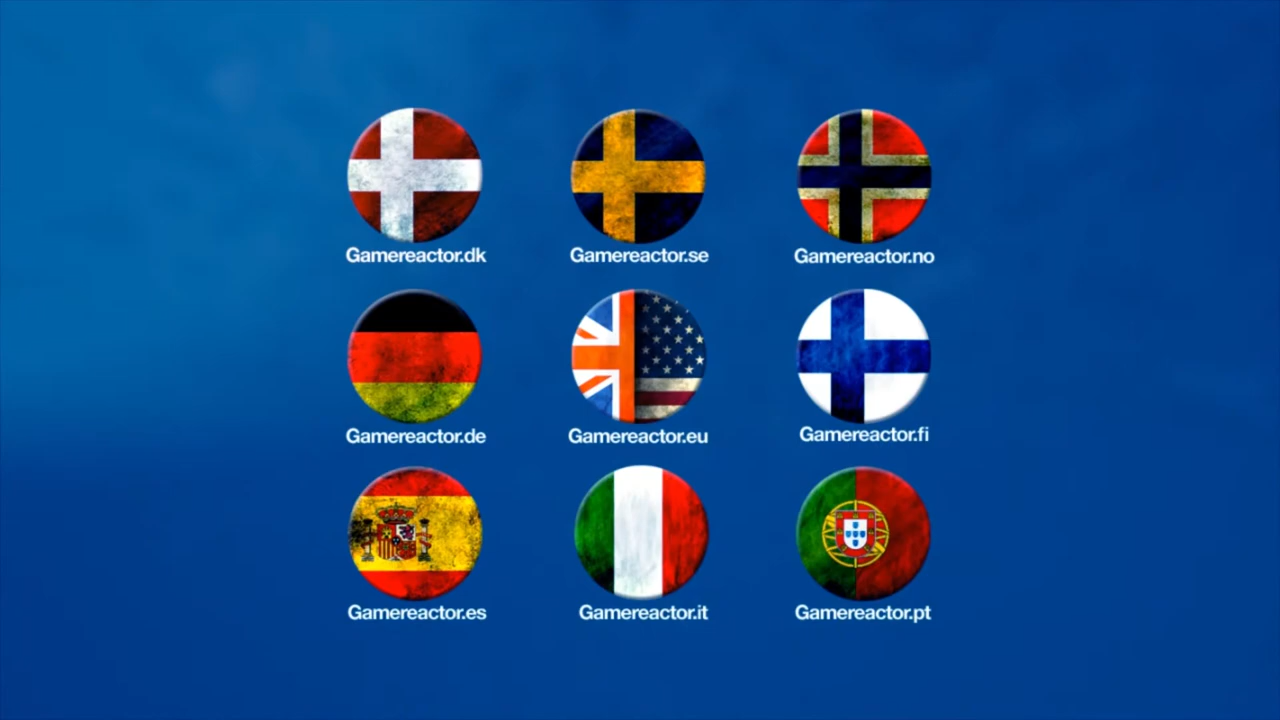 Gamereactor.dk
Gamereactor.se
Gamereactor.no
Gamereactor.de
Gamereactor.eu
Gamereactor.fi
Gamereactor.es
Gamereactor.it
Gamereactor.pt